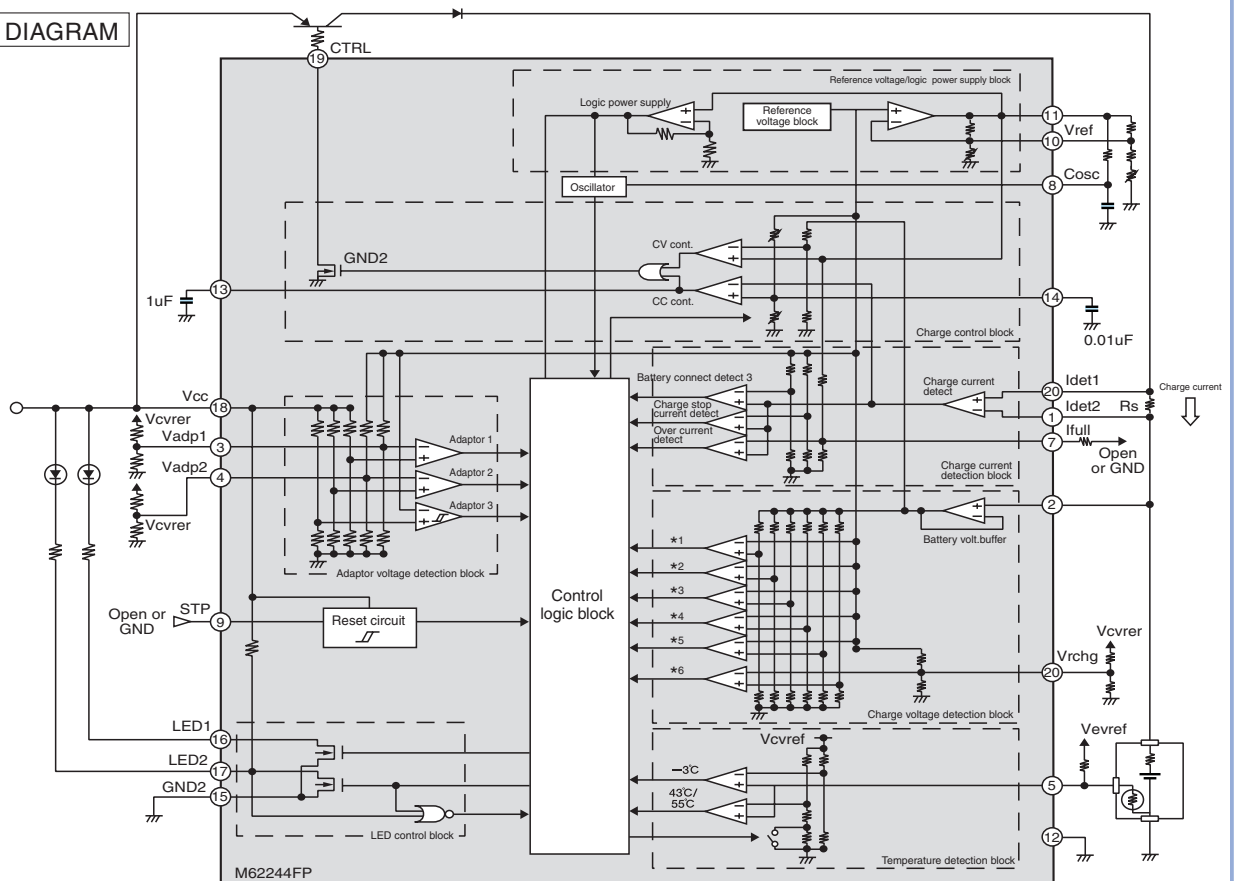 DIAGRAM
19
CTRL
Reference voltage/logic power supply block
Logic power supply
Reference
voltage block
11
Vref
10
Cosc
8
Oscillator
CV cont.
GND2
13
1uF
CC cont.
14
0.01uF
Charge control block
Vcc
18
Vcvrer
Vadp1
3
Vadp2
4
Vcvrer
Adaptor 1
Adaptor 2
Adaptor 3
Adaptor voltage detection block
Battery connect detect 3
Charge stop
current detect
Over current
detect
Charge current
detect
20
Idet1
1
Idet2
Rs
Charge current
7
Ifull
Open
or GND
Charge current
detection block
2
Battery volt.buffer
*1
*2
*3
*4
*5
*6
Control
logic block
STP
Open or
GND
9
Reset circuit
Vcvrer
Vrchg
20
Charge voltage detection block
LED1
16
LED2
17
GND2
15
LED control block
Vcvref
−3°C
43°C/
55°C
Vevref
5
12
Temperature detection block
M62244FP
+
−
+
−
+
−
+
−
+
−
+
−
+
−
+
−
+
−
+
−
+
−
+
−
+
−
+
−
+
−
+
−
+
−
+
−
+
−
+
−
+
−